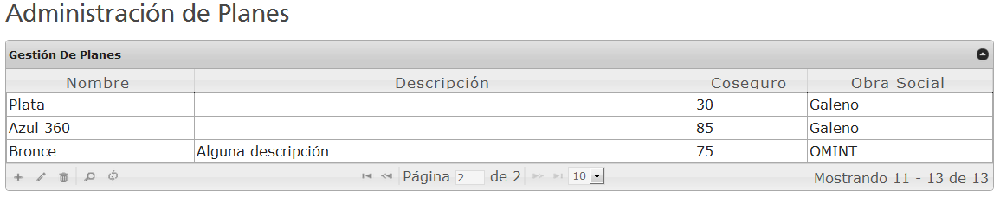 Administración de Planes
Gestión De Planes
Nombre Descripción Coseguro Obra Social
Plata 30 Galeno
Azul 360 85 Galeno
Bronce Alguna descripción 75 OMINT
Página 2 de 2 10 Mostrando 11 - 13 de 13